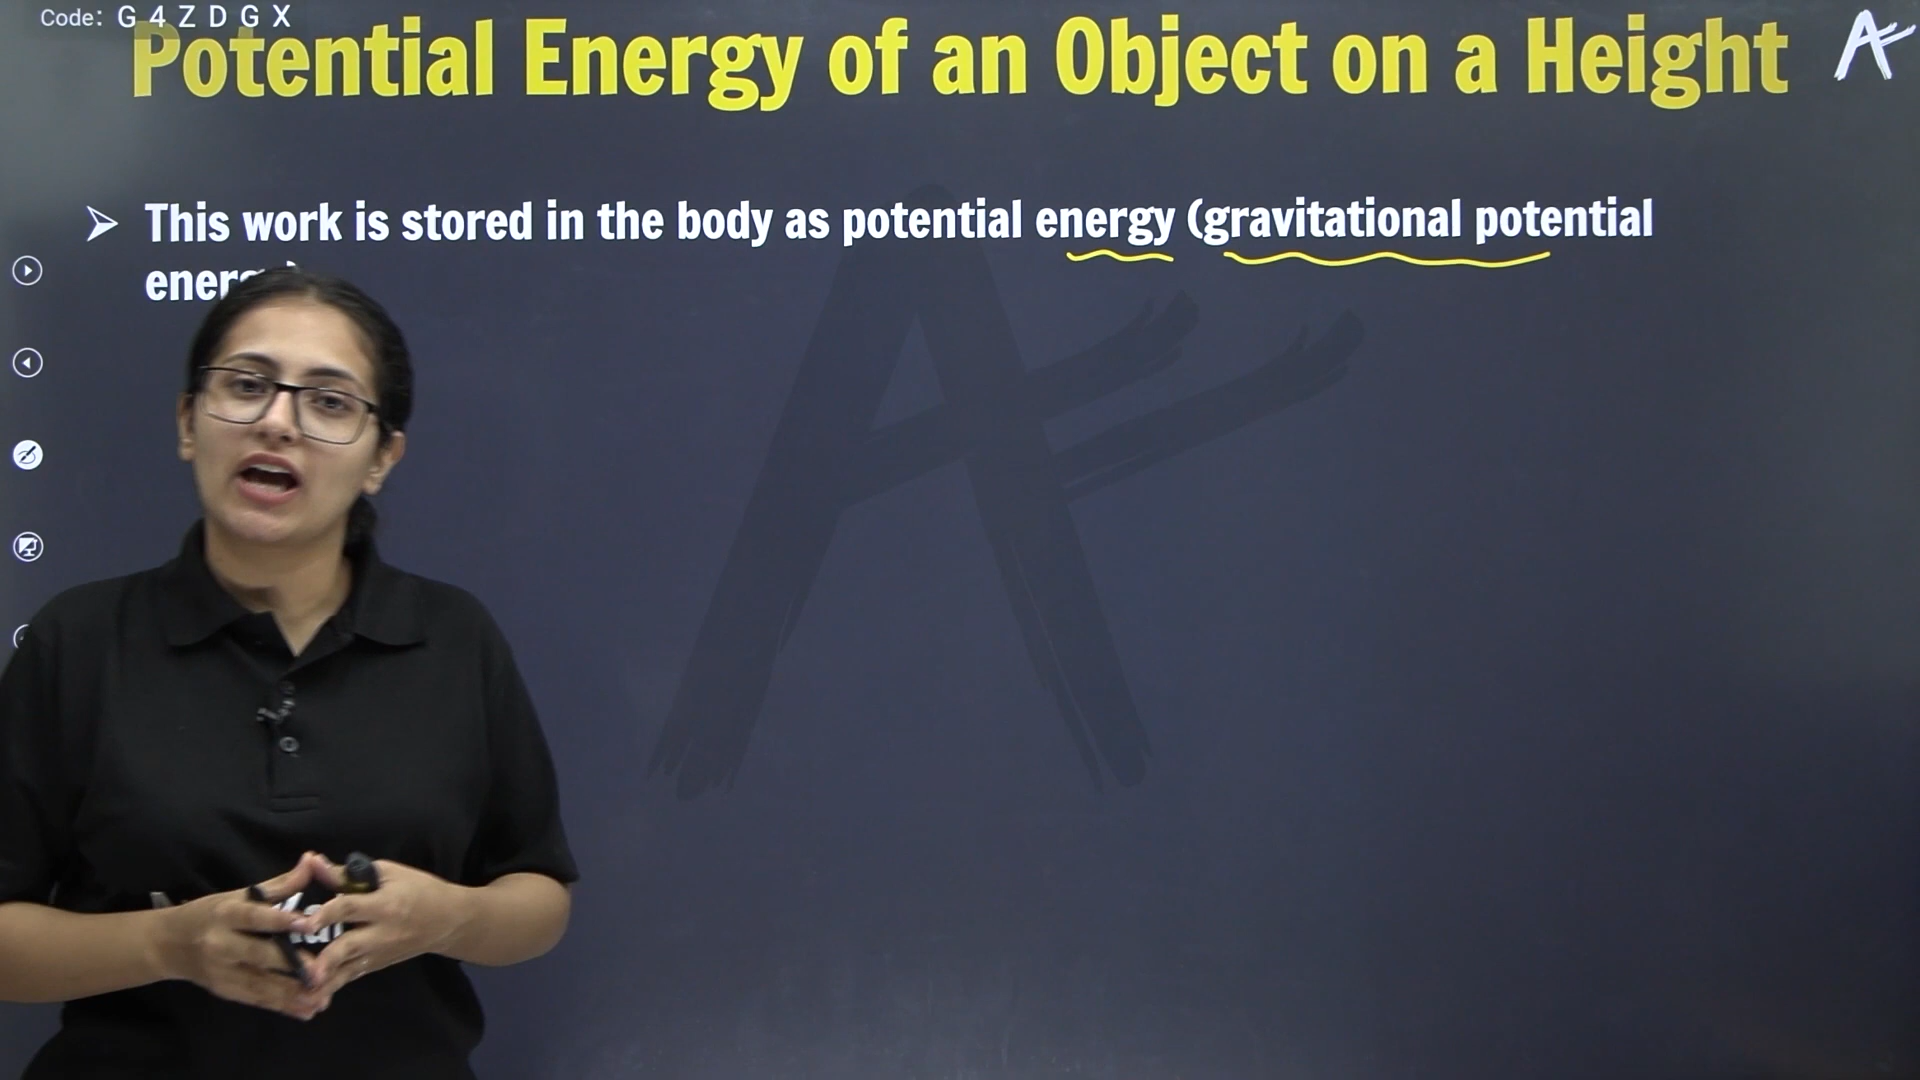 Code: G 4 Z D G X
Potential Energy of an Object on a Height
➢ This work is stored in the body as potential energy (gravitational potential